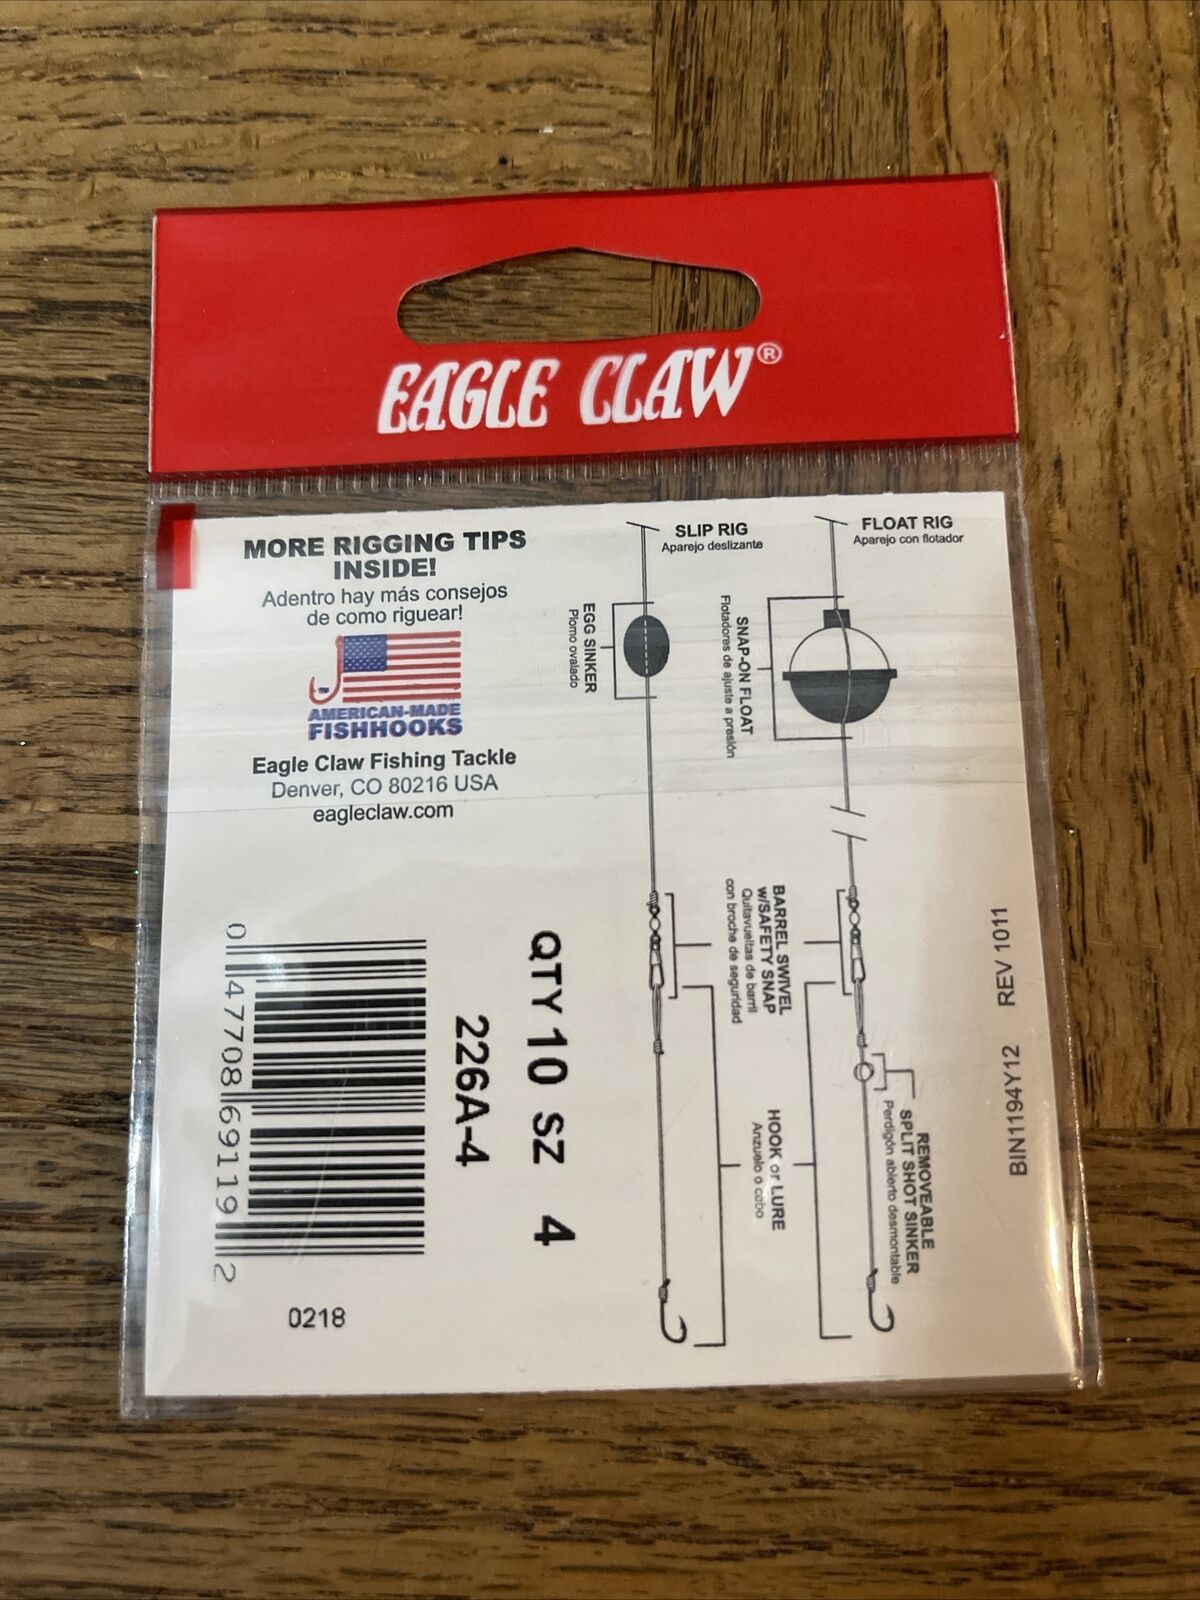 EAGLE CLAW®
MORE RIGGING TIPS
INSIDE!
Adentro hay más consejos
de como riguear!
AMERICAN-MADE
FISHHOOKS
Eagle Claw Fishing Tackle
Denver, CO 80216 USA
eagleclaw.com
SLIP RIG
Aparejo deslizante
FLOAT RIG
Aparejo con flotador
EGG SINKER
Plomo ovalado
SNAP-ON FLOAT
Flotadores de ajuste a presión
BARREL SWIVEL
w/SAFETY SNAP
Quitavueltas de barril
con broche de seguridad
HOOK or LURE
Anzuelo o cebo
REMOVEABLE
SPLIT SHOT SINKER
Perdigón abierto desmontable
BIN1194Y12 REV 1011
QTY 10 SZ 4
226A-4
0 47708 69119 2
0218